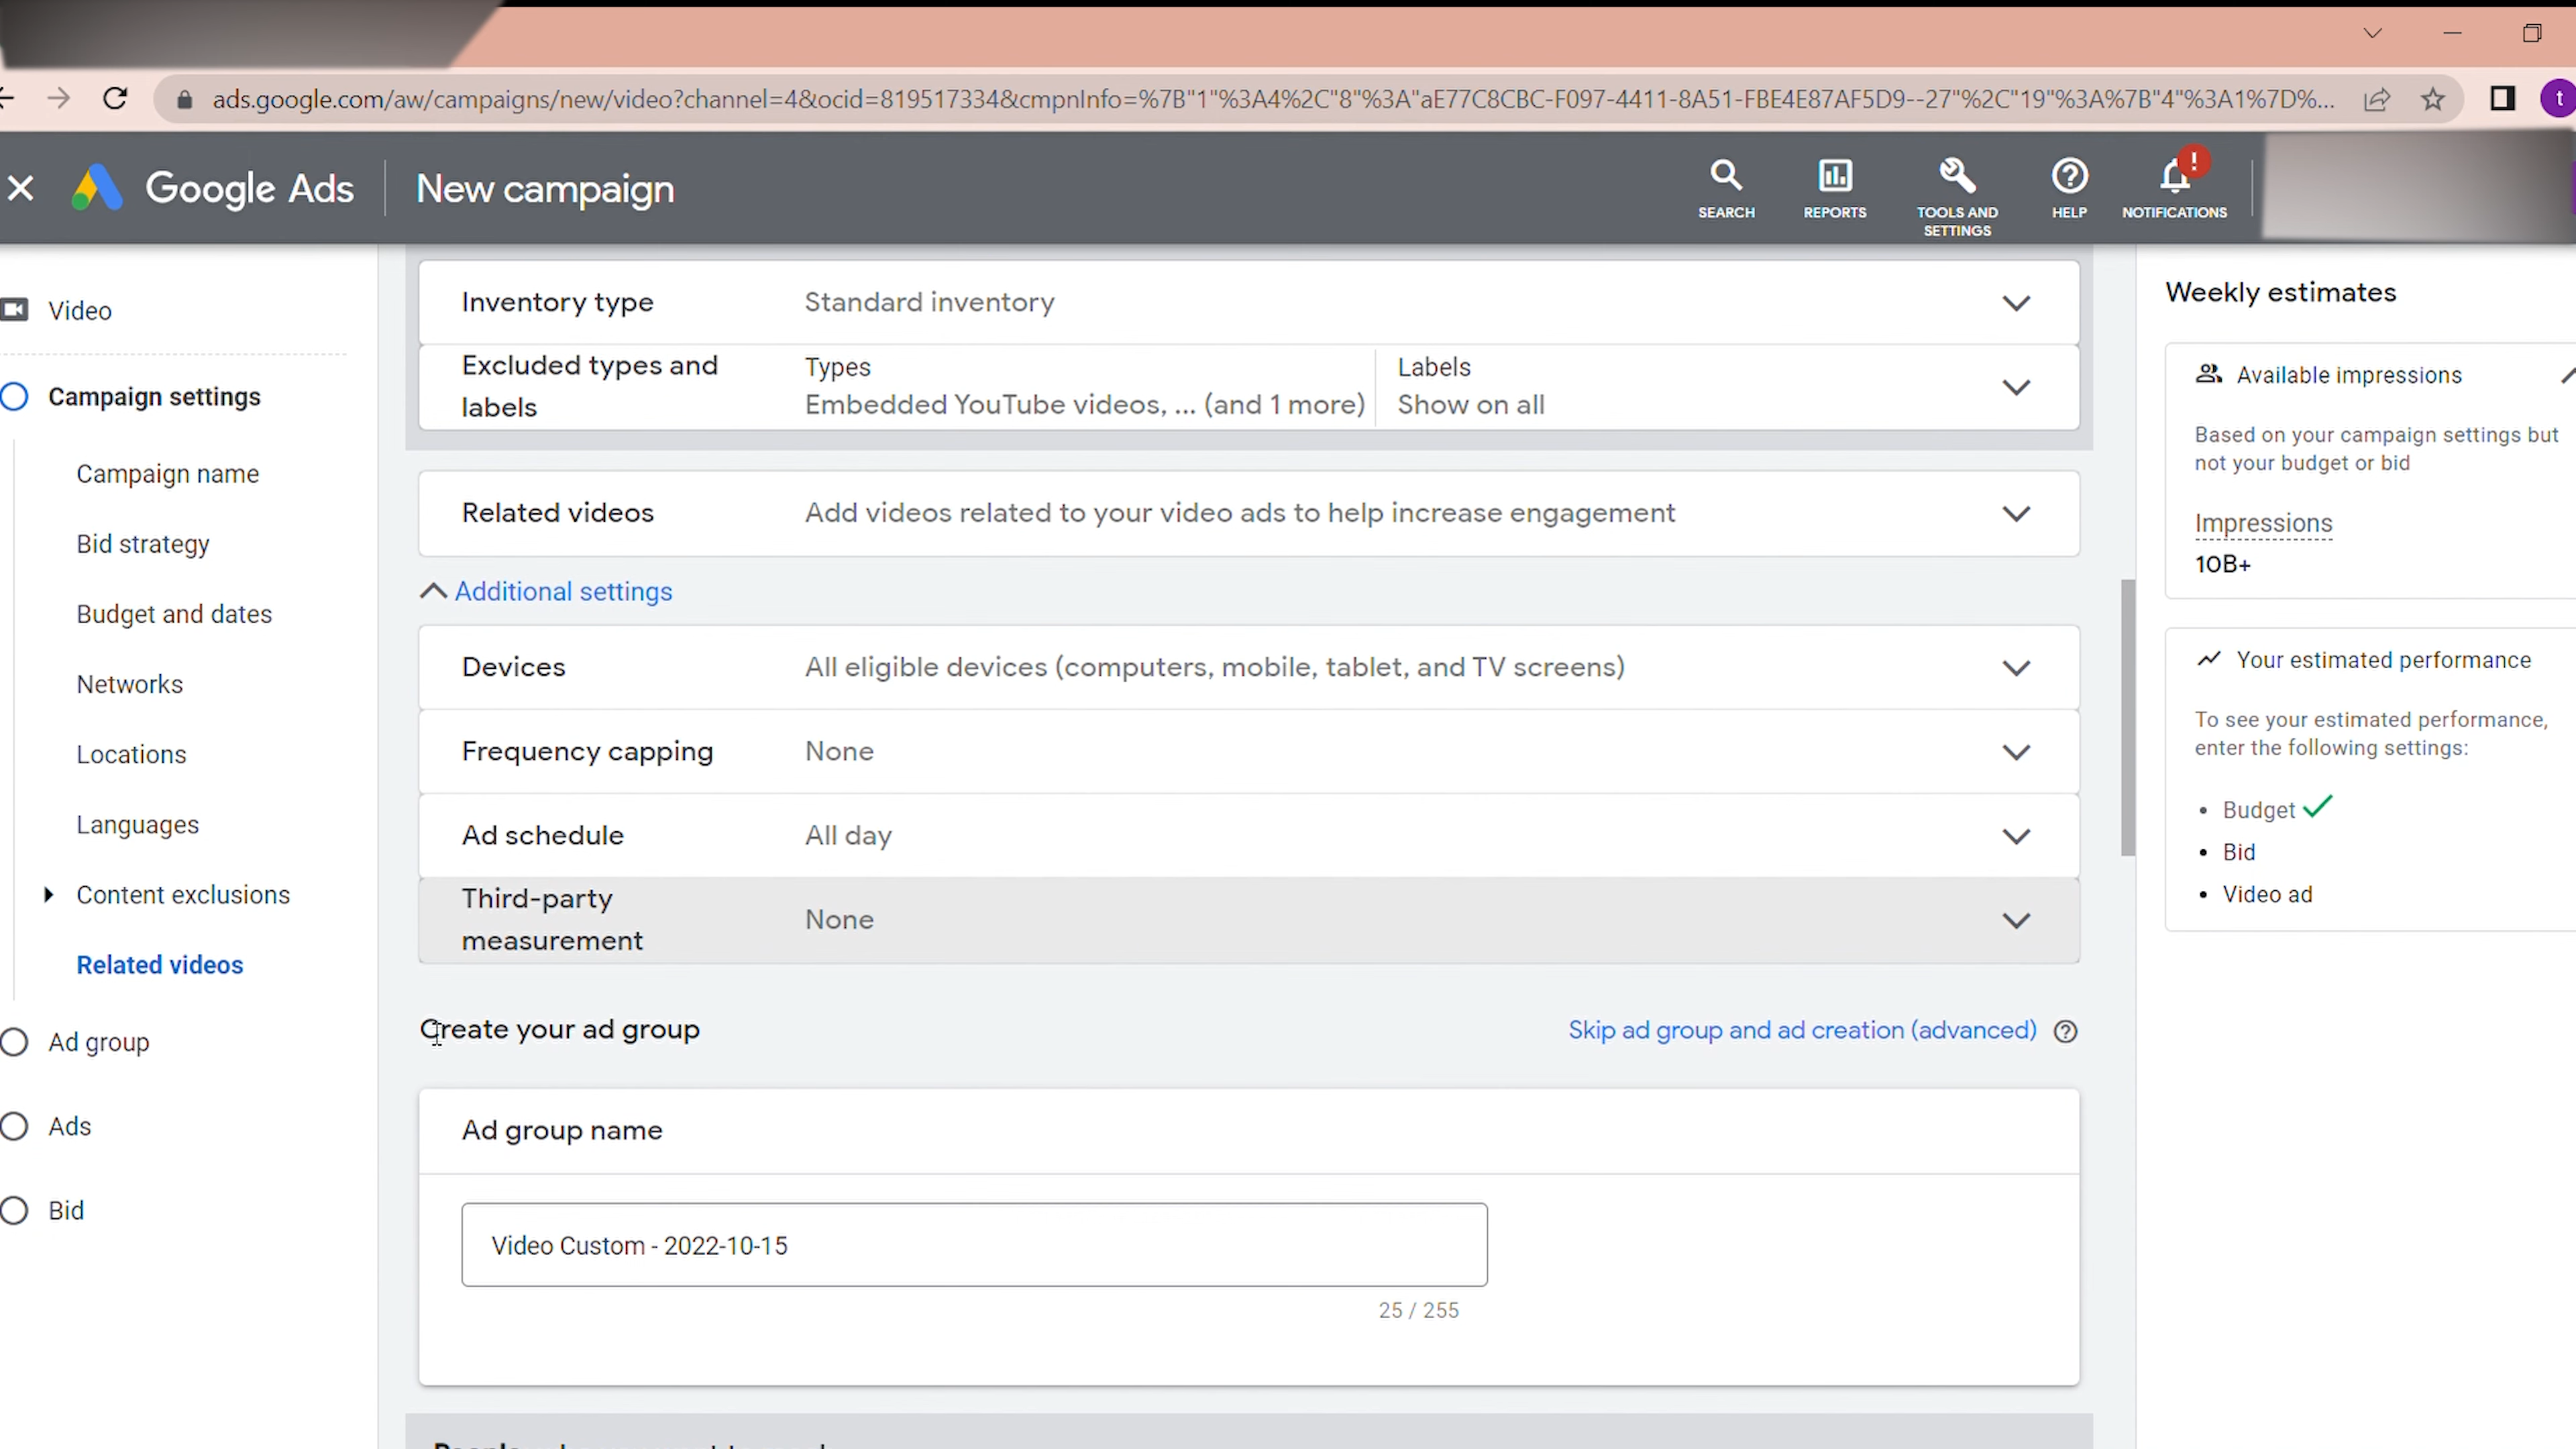 ads.google.com/aw/campaigns/new/video?channel=4&ocid=819517334&cmpnInfo=%7B"1"%3A4%2C"8"%3A"aE77C8CBC-F097-4411-8A51-FBE4E87AF5D9--27"%2C"19"%3A%7B"4"%3A1%7D%...
t
Google Ads
New campaign
SEARCH
REPORTS
TOOLS AND
SETTINGS
HELP
!
NOTIFICATIONS
Video
Campaign settings
Campaign name
Bid strategy
Budget and dates
Networks
Locations
Languages
Content exclusions
Related videos
Ad group
Ads
Bid
Inventory type
Standard inventory
Excluded types and
labels
Types
Embedded YouTube videos, ... (and 1 more)
Labels
Show on all
Related videos
Add videos related to your video ads to help increase engagement
Additional settings
Devices
All eligible devices (computers, mobile, tablet, and TV screens)
Frequency capping
None
Ad schedule
All day
Third-party
measurement
None
Create your ad group
Skip ad group and ad creation (advanced)
Ad group name
Video Custom - 2022-10-15
25 / 255
Weekly estimates
Available impressions
Based on your campaign settings but
not your budget or bid
Impressions
10B+
Your estimated performance
To see your estimated performance,
enter the following settings:
• Budget
• Bid
• Video ad